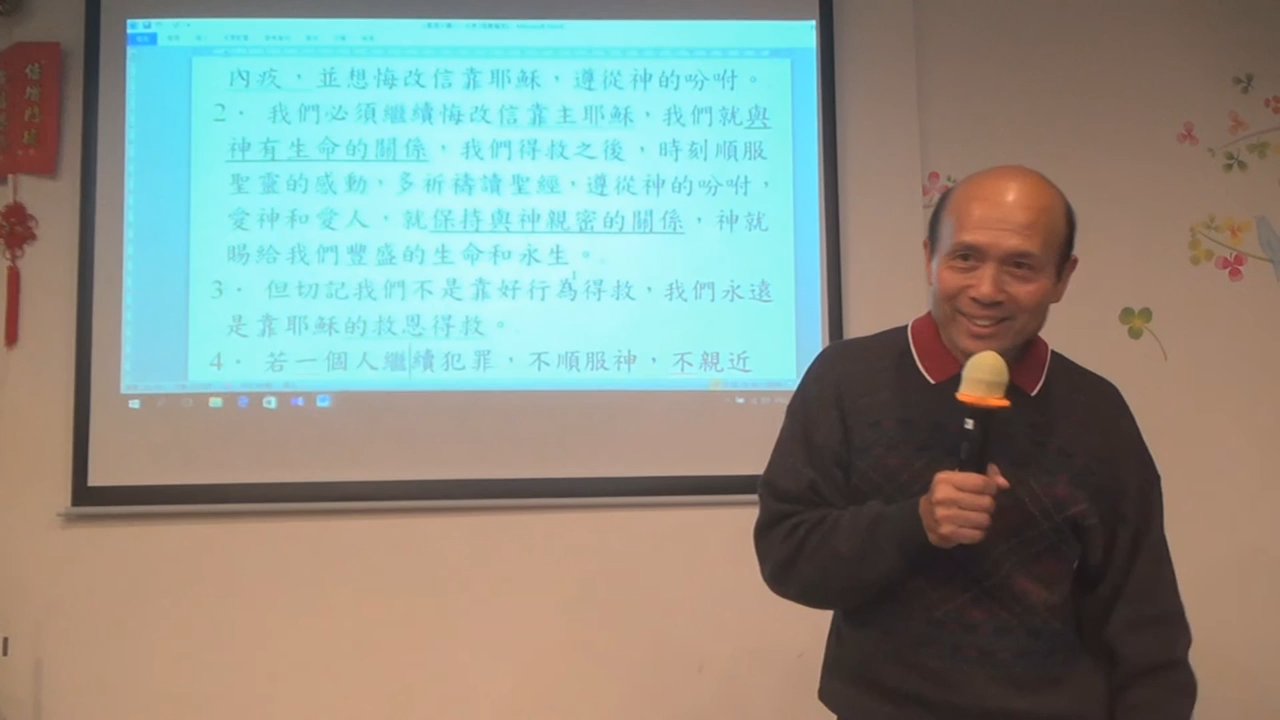 內疚，並想悔改信靠耶穌，遵從神的吩咐。
2． 我們必須繼續悔改信靠主耶穌，我們就與
神有生命的關係，我們得救之後，時刻順服
聖靈的感動，多祈禱讀聖經，遵從神的吩咐，
愛神和愛人，就保持與神親密的關係，神就
賜給我們豐盛的生命和永生。
3． 但切記我們不是靠好行為得救，我們永遠
是靠耶穌的救恩得救。
4． 若一個人繼續犯罪，不順服神，不親近